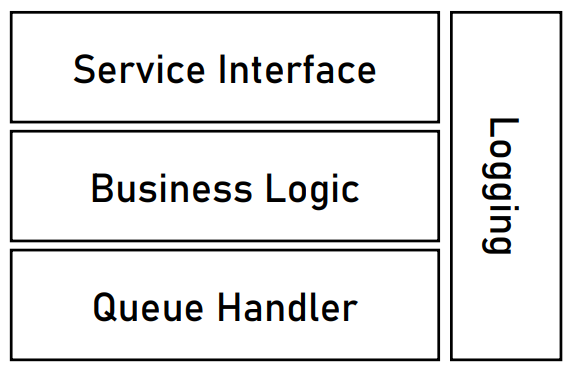 Service Interface
Business Logic
Queue Handler
Logging